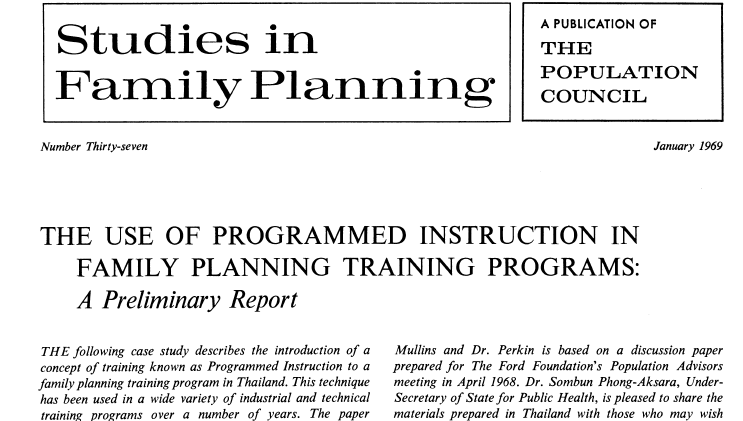 Studies in
Family Planning
A PUBLICATION OF
THE
POPULATION
COUNCIL
Number Thirty-seven
January 1969
THE USE OF PROGRAMMED INSTRUCTION IN
FAMILY PLANNING TRAINING PROGRAMS:
A Preliminary Report
THE following case study describes the introduction of a
concept of training known as Programmed Instruction to a
family planning training program in Thailand. This technique
has been used in a wide variety of industrial and technical
training programs over a number of years. The paper
Mullins and Dr. Perkin is based on a discussion paper
prepared for The Ford Foundation's Population Advisors
meeting in April 1968. Dr. Sombun Phong-Aksara, Under-
Secretary of State for Public Health, is pleased to share the
materials prepared in Thailand with those who may wish